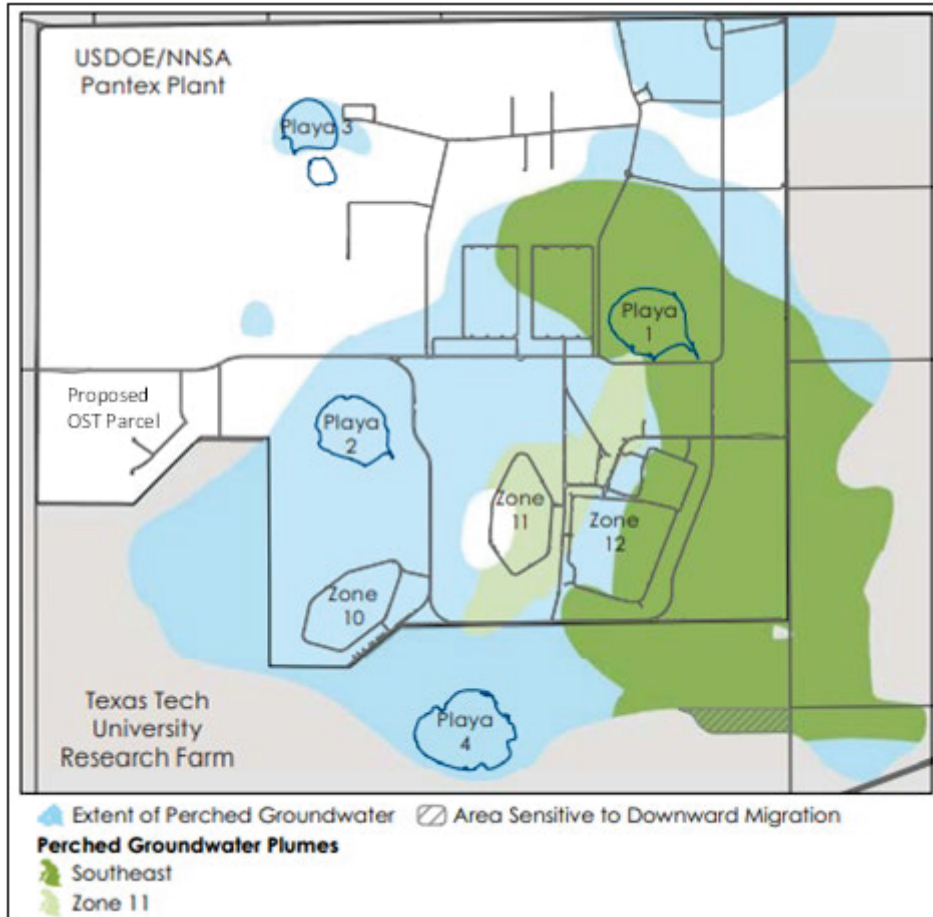 USDOE/NNSA
Pantex Plant
Playa 3
Playa
1
Proposed
OST Parcel
Playa
2
Zone
11
Zone
12
Zone
10
Texas Tech
University
Research Farm
Playa
4
Extent of Perched Groundwater
Area Sensitive to Downward Migration
Perched Groundwater Plumes
Southeast
Zone 11